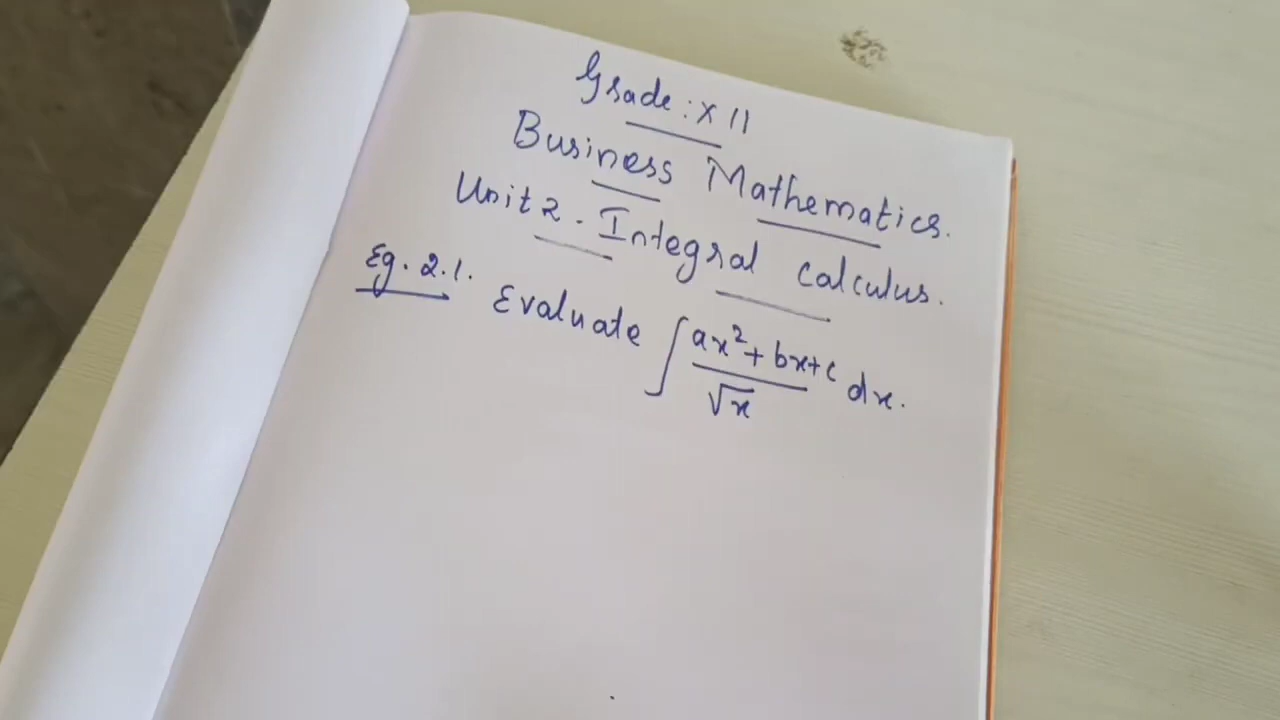 Grade: XII
Business Mathematics.
Unit 2 - Integral Calculus.
Eg. 2.1. Evaluate ∫ (ax²+bx+c)/√x dx.